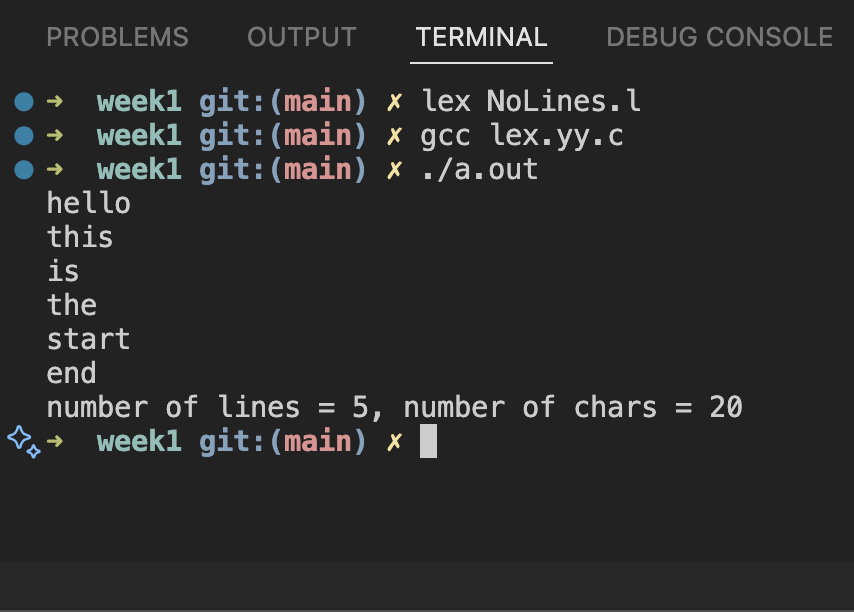 PROBLEMS OUTPUT TERMINAL DEBUG CONSOLE
➜ week1 git:(main) ✗ lex NoLines.l
➜ week1 git:(main) ✗ gcc lex.yy.c
➜ week1 git:(main) ✗ ./a.out
hello
this
is
the
start
end
number of lines = 5, number of chars = 20
➜ week1 git:(main) ✗